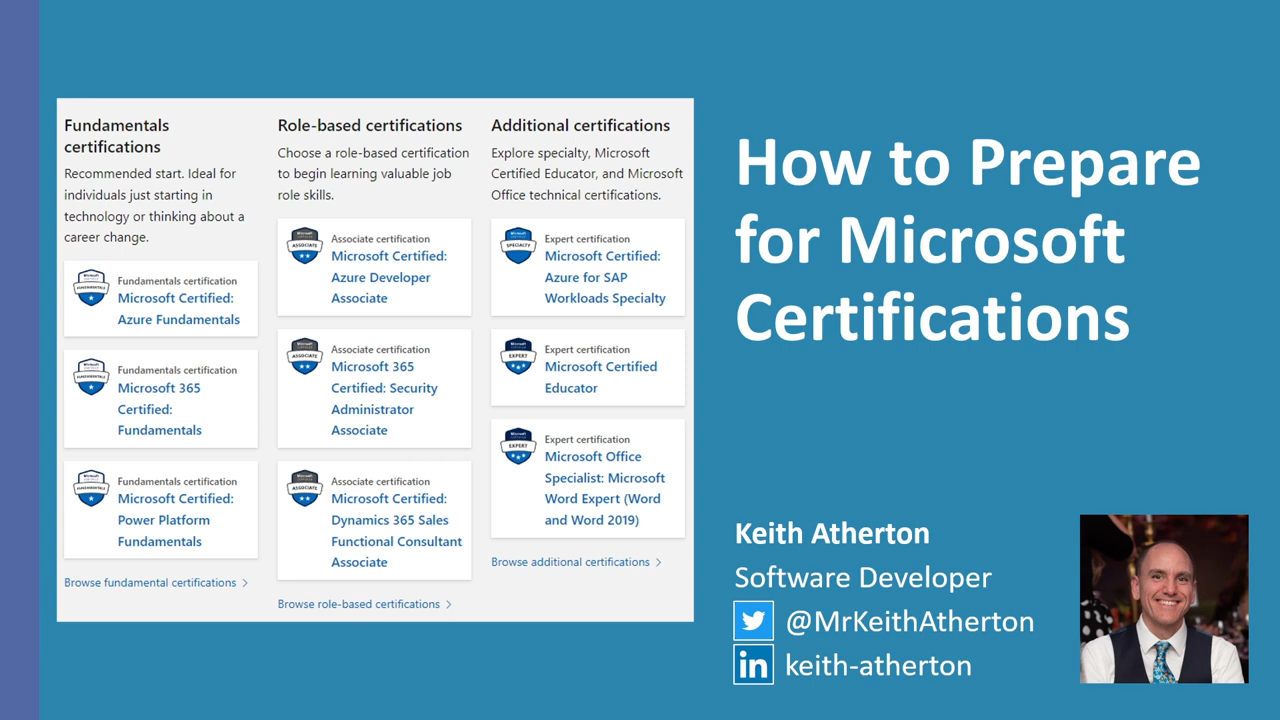 Fundamentals
certifications
Recommended start. Ideal for
individuals just starting in
technology or thinking about a
career change.
Fundamentals certification
Microsoft Certified:
Azure Fundamentals
Fundamentals certification
Microsoft 365
Certified:
Fundamentals
Fundamentals certification
Microsoft Certified:
Power Platform
Fundamentals
Browse fundamental certifications >
Role-based certifications
Choose a role-based certification
to begin learning valuable job
role skills.
ASSOCIATE
Associate certification
Microsoft Certified:
Azure Developer
Associate
ASSOCIATE
Associate certification
Microsoft 365
Certified: Security
Administrator
Associate
ASSOCIATE
Associate certification
Microsoft Certified:
Dynamics 365 Sales
Functional Consultant
Associate
Browse role-based certifications >
Additional certifications
Explore specialty, Microsoft
Certified Educator, and Microsoft
Office technical certifications.
SPECIALTY
Expert certification
Microsoft Certified:
Azure for SAP
Workloads Specialty
EXPERT
Expert certification
Microsoft Certified
Educator
EXPERT
Expert certification
Microsoft Office
Specialist: Microsoft
Word Expert (Word
and Word 2019)
Browse additional certifications >
How to Prepare
for Microsoft
Certifications
Keith Atherton
Software Developer
@MrKeithAtherton
in keith-atherton